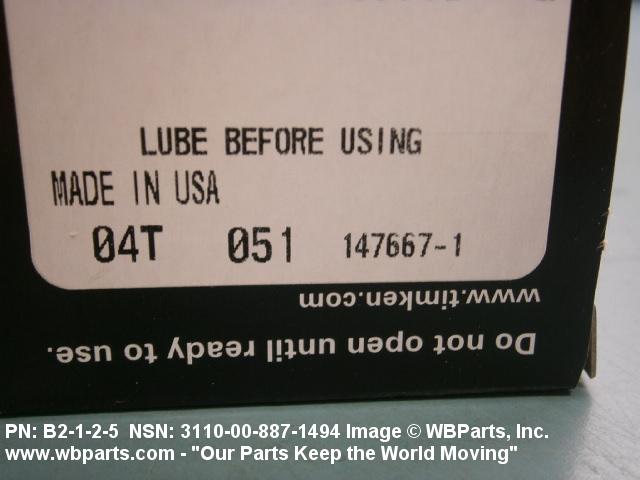 LUBE BEFORE USING
MADE IN USA
04T 051 147667-1
www.timken.com
Do not open until ready to use.
PN: B2-1-2-5 NSN: 3110-00-887-1494 Image © WBParts, Inc.
www.wbparts.com - "Our Parts Keep the World Moving"